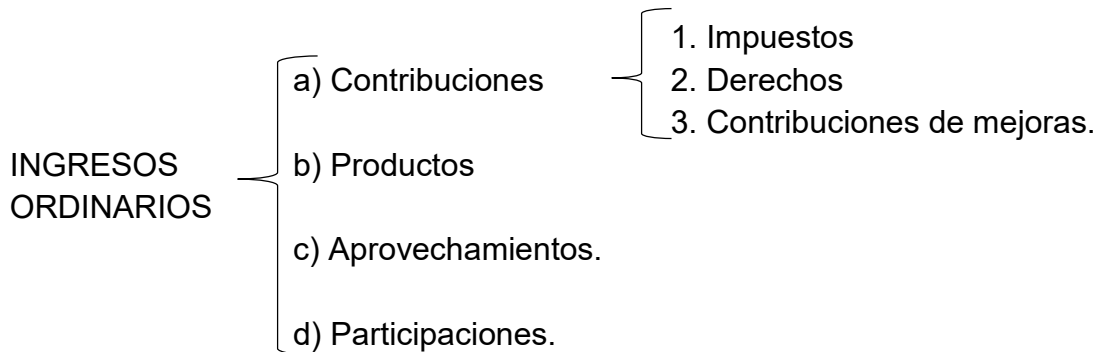 INGRESOS
ORDINARIOS
a) Contribuciones
1. Impuestos
2. Derechos
3. Contribuciones de mejoras.
b) Productos
c) Aprovechamientos.
d) Participaciones.